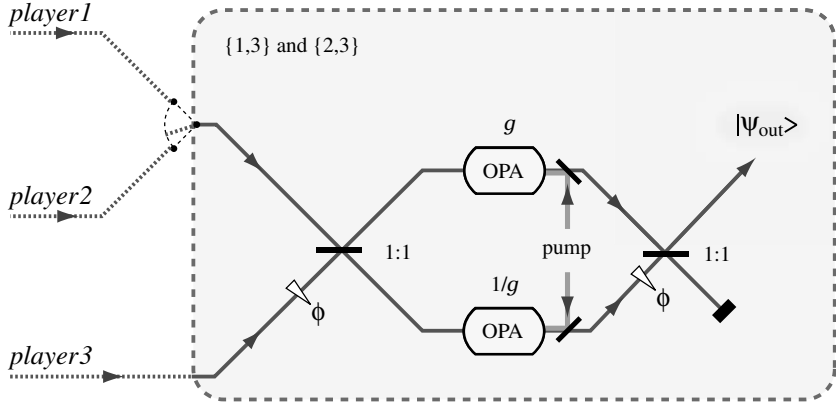 player1
{1,3} and {2,3}
g
|Ψout>
OPA
player2
1:1
pump
1:1
1/g
ϕ
ϕ
OPA
player3